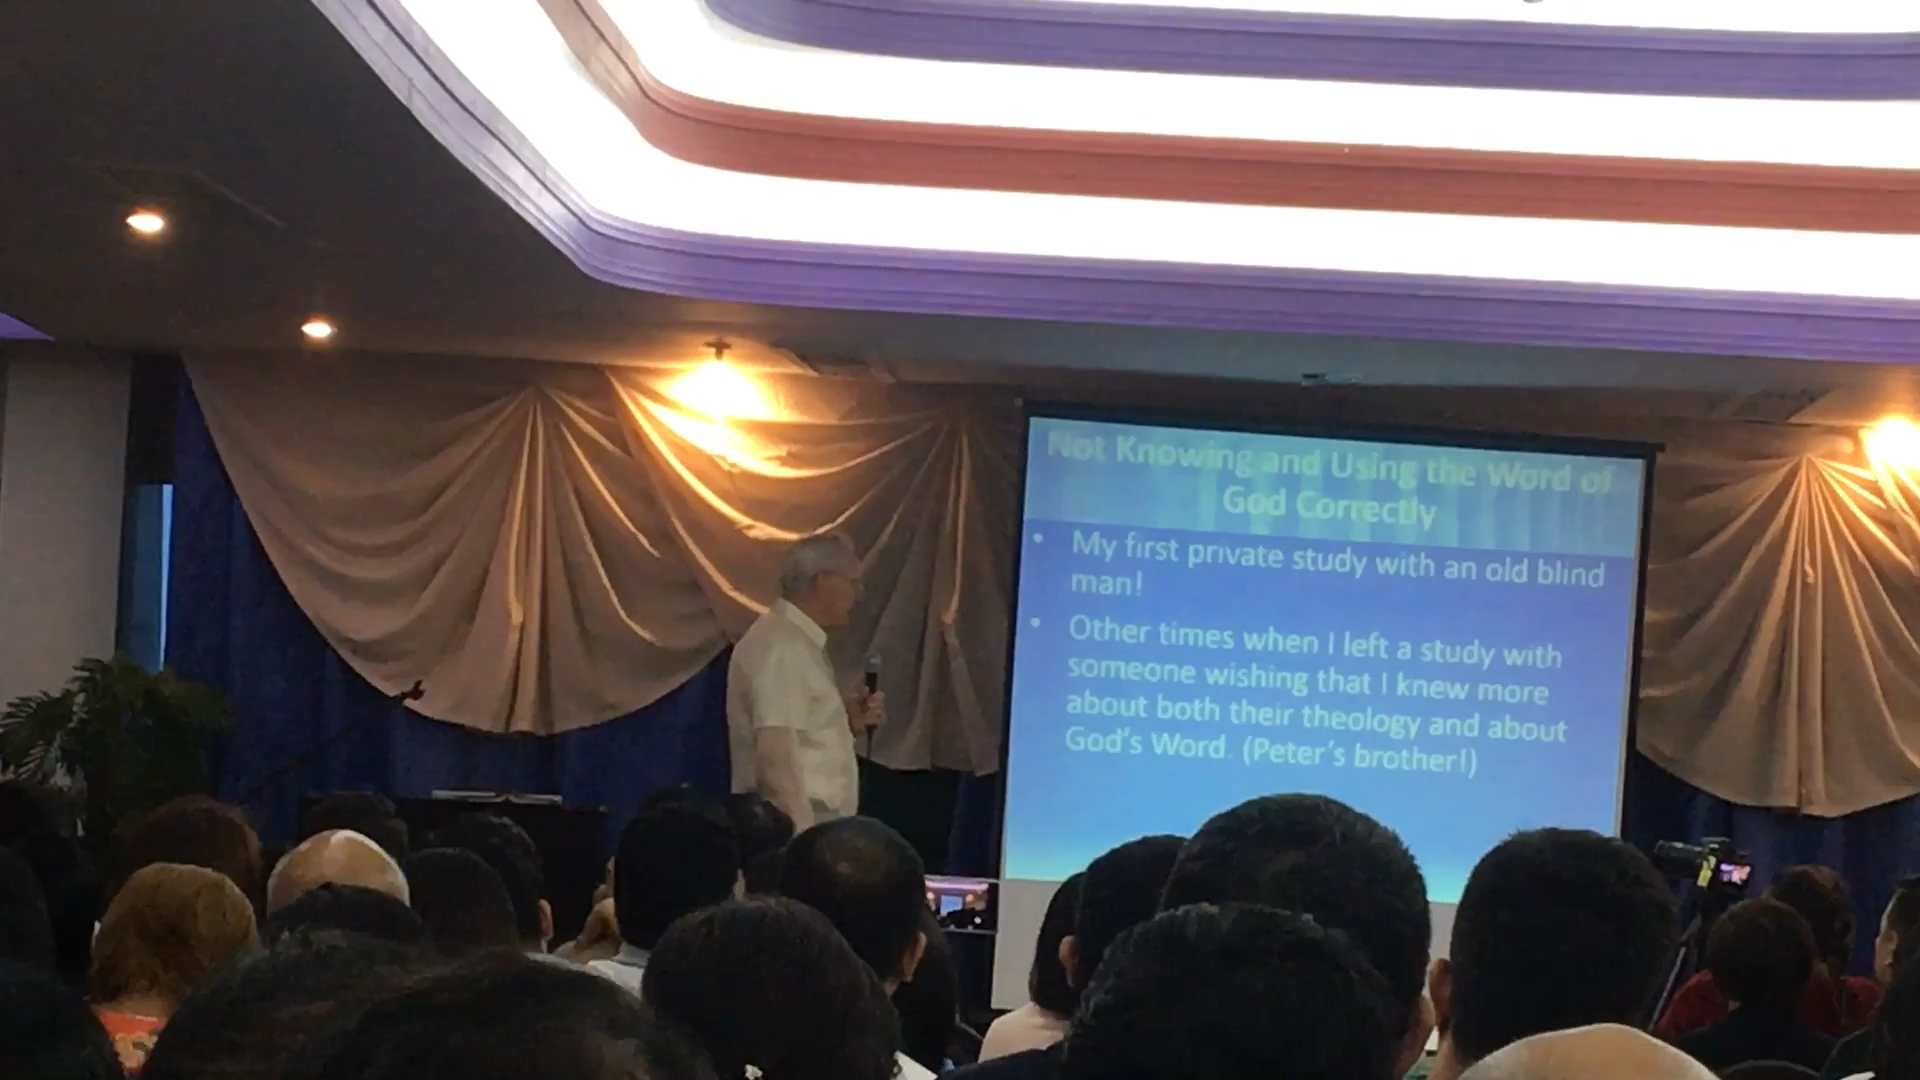 Not Knowing and Using the Word of
God Correctly
• My first private study with an old blind
man!
• Other times when I left a study with
someone wishing that I knew more
about both their theology and about
God's Word. (Peter's brother!)